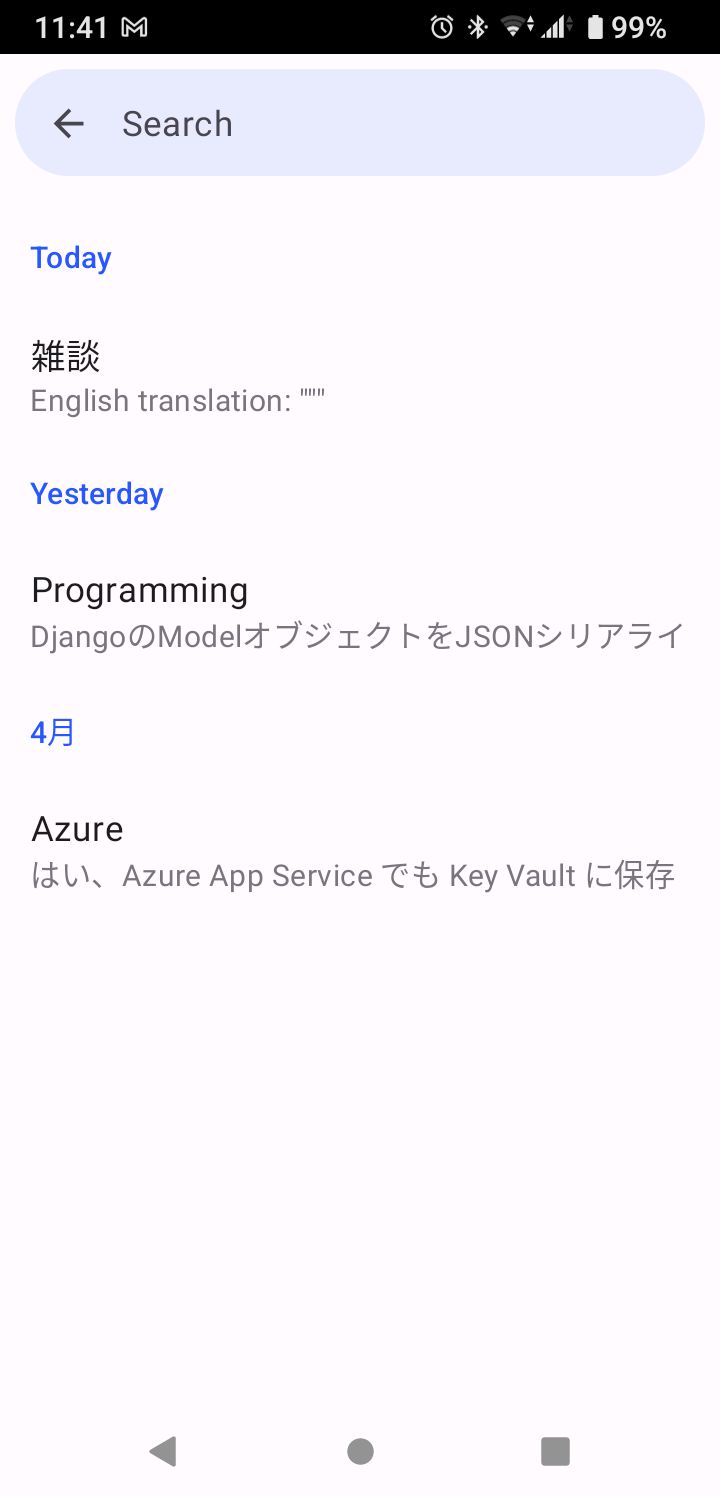 11:41 99%
Search
Today
雑談
English translation: """
Yesterday
Programming
DjangoのModelオブジェクトをJSONシリアライ
4月
Azure
はい、Azure App Service でも Key Vault に保存